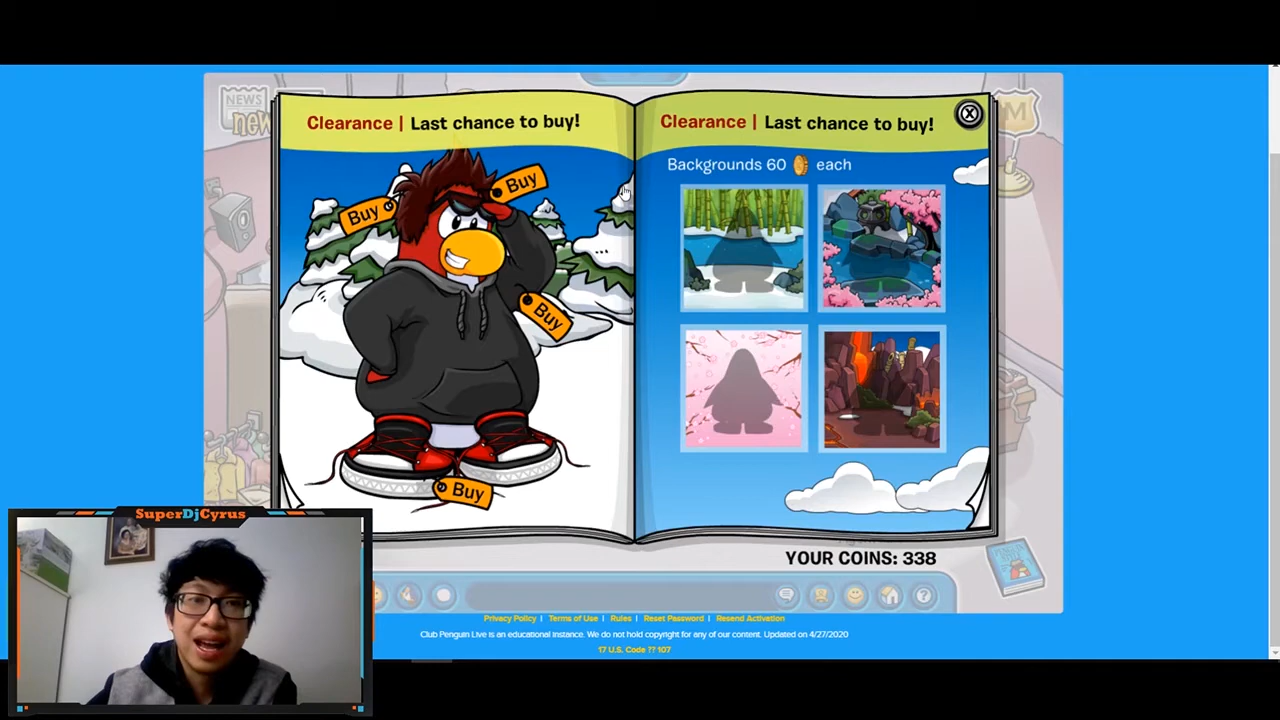 NEWS
new
M
Clearance | Last chance to buy!
Clearance | Last chance to buy!
X
Backgrounds 60 each
Buy
Buy
Buy
Buy
YOUR COINS: 338
SuperDjCyrus
?
Privacy Policy | Terms of Use | Rules | Reset Password | Resend Activation
Club Penguin Live is an educational instance. We do not hold copyright for any of our content. Updated on 4/27/2020
17 U.S. Code ?? 107